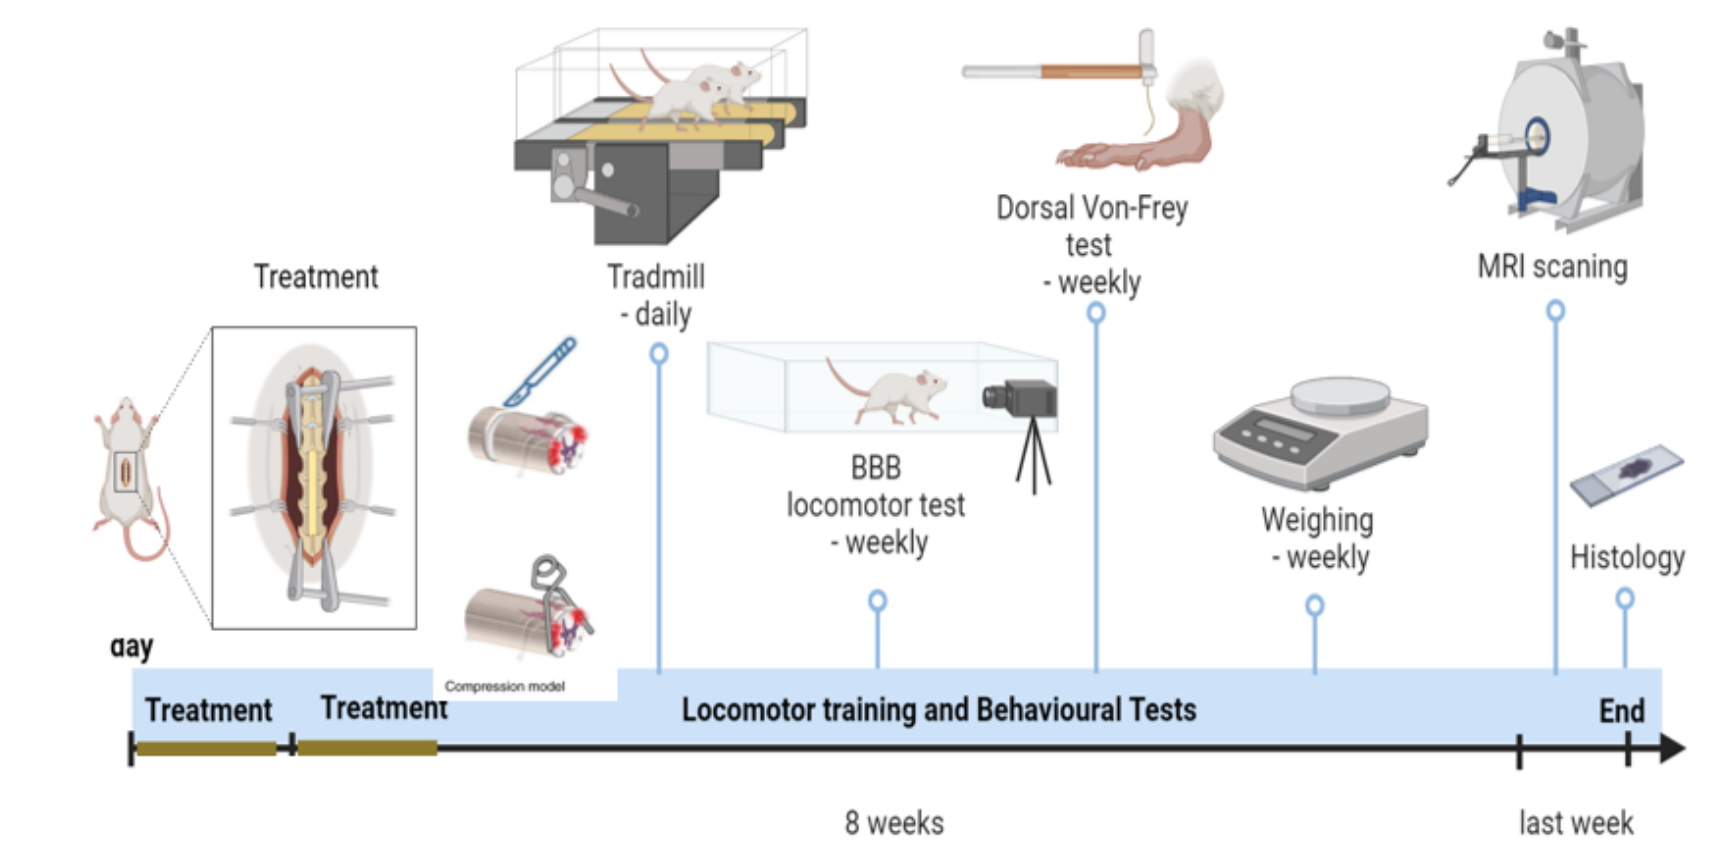 Treatment
Tradmill
- daily
Dorsal Von-Frey
test
- weekly
MRI scaning
BBB
locomotor test
- weekly
Weighing
- weekly
Histology
day
Compression model
Treatment
Treatment
Locomotor training and Behavioural Tests
End
8 weeks
last week